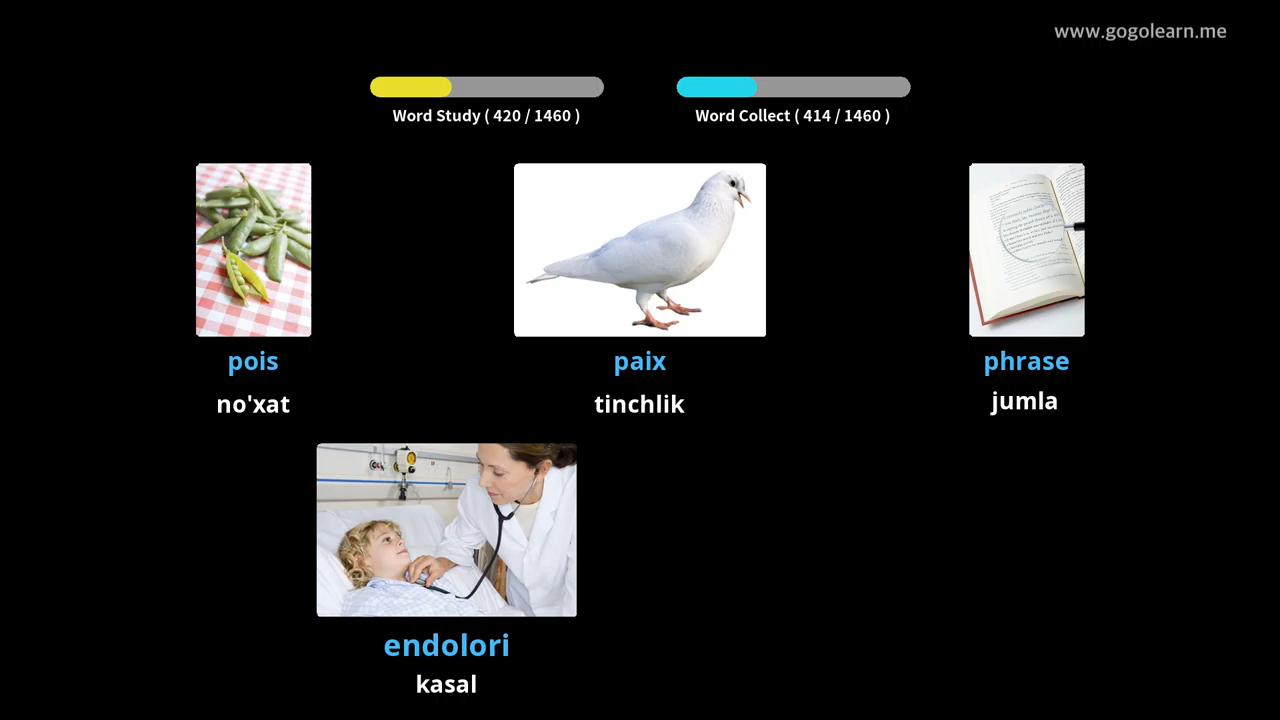 www.gogolearn.me
Word Study ( 420 / 1460 )
Word Collect ( 414 / 1460 )
pois
paix
phrase
no'xat
tinchlik
jumla
endolori
kasal